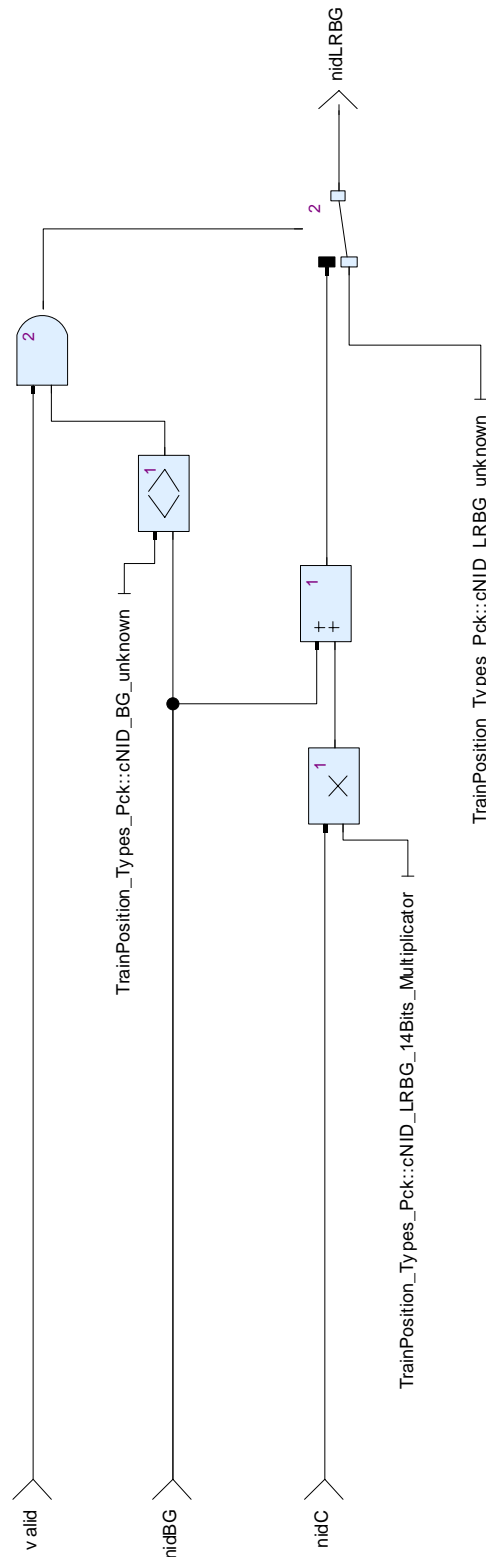 valid
nidBG
nidC
TrainPosition_Types_Pck::cNID_BG_unknown
TrainPosition_Types_Pck::cNID_LRBG_14Bits_Multiplicator
TrainPosition_Types_Pck::cNID_LRBG_unknown
1
1
1
2
2
nidLRBG